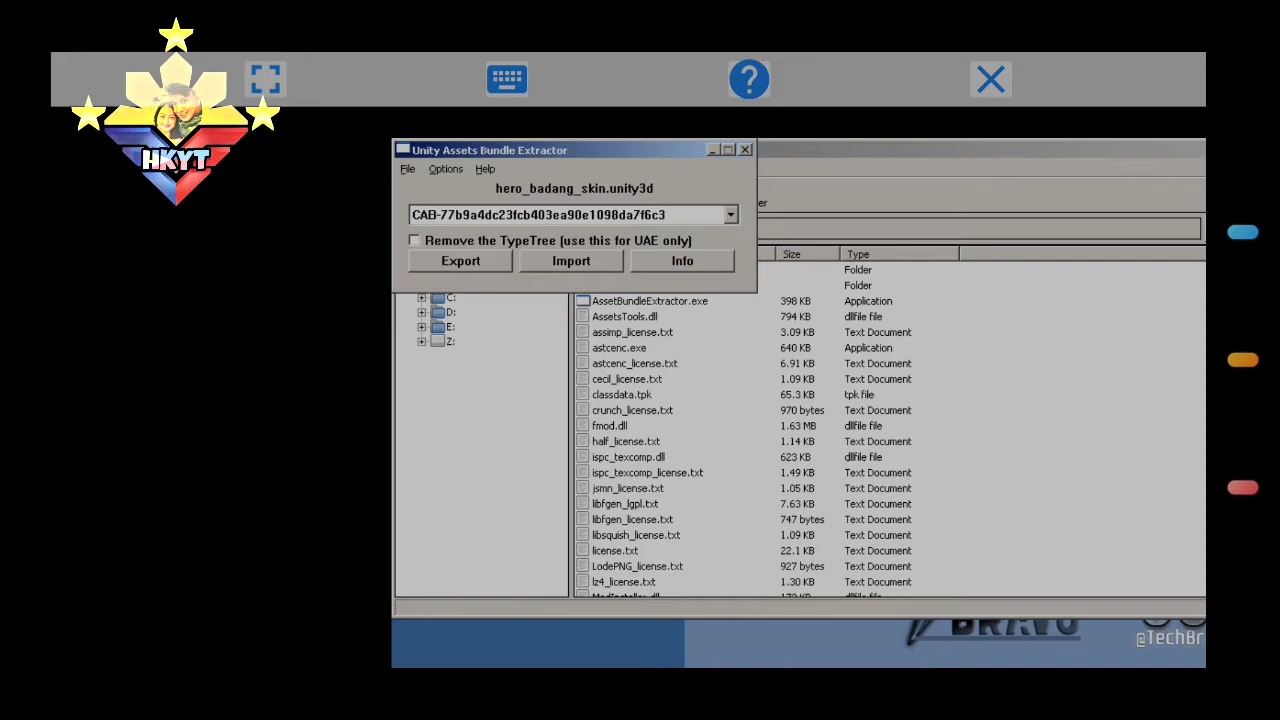 HKYT
Unity Assets Bundle Extractor
File Options Help
hero_badang_skin.unity3d
CAB-77b9a4dc23fcb403ea90e1098da7f6c3
Remove the TypeTree (use this for UAE only)
Export Import Info
er
Size Type
Folder
Folder
C:
AssetBundleExtractor.exe 398 KB Application
D:
AssetsTools.dll 794 KB dllfile file
E:
assimp_license.txt 3.09 KB Text Document
Z:
astcenc.exe 640 KB Application
astcenc_license.txt 6.91 KB Text Document
cecil_license.txt 1.09 KB Text Document
classdata.tpk 65.3 KB tpk file
crunch_license.txt 970 bytes Text Document
fmod.dll 1.63 MB dllfile file
half_license.txt 1.14 KB Text Document
ispc_texcomp.dll 623 KB dllfile file
ispc_texcomp_license.txt 1.49 KB Text Document
jsmn_license.txt 1.05 KB Text Document
libfgen_lgpl.txt 7.63 KB Text Document
libfgen_license.txt 747 bytes Text Document
libsquish_license.txt 1.09 KB Text Document
license.txt 22.1 KB Text Document
LodePNG_license.txt 927 bytes Text Document
lz4_license.txt 1.30 KB Text Document
ModInstaller.dll 172 KB dllfile file
BRAVO
@TechBr